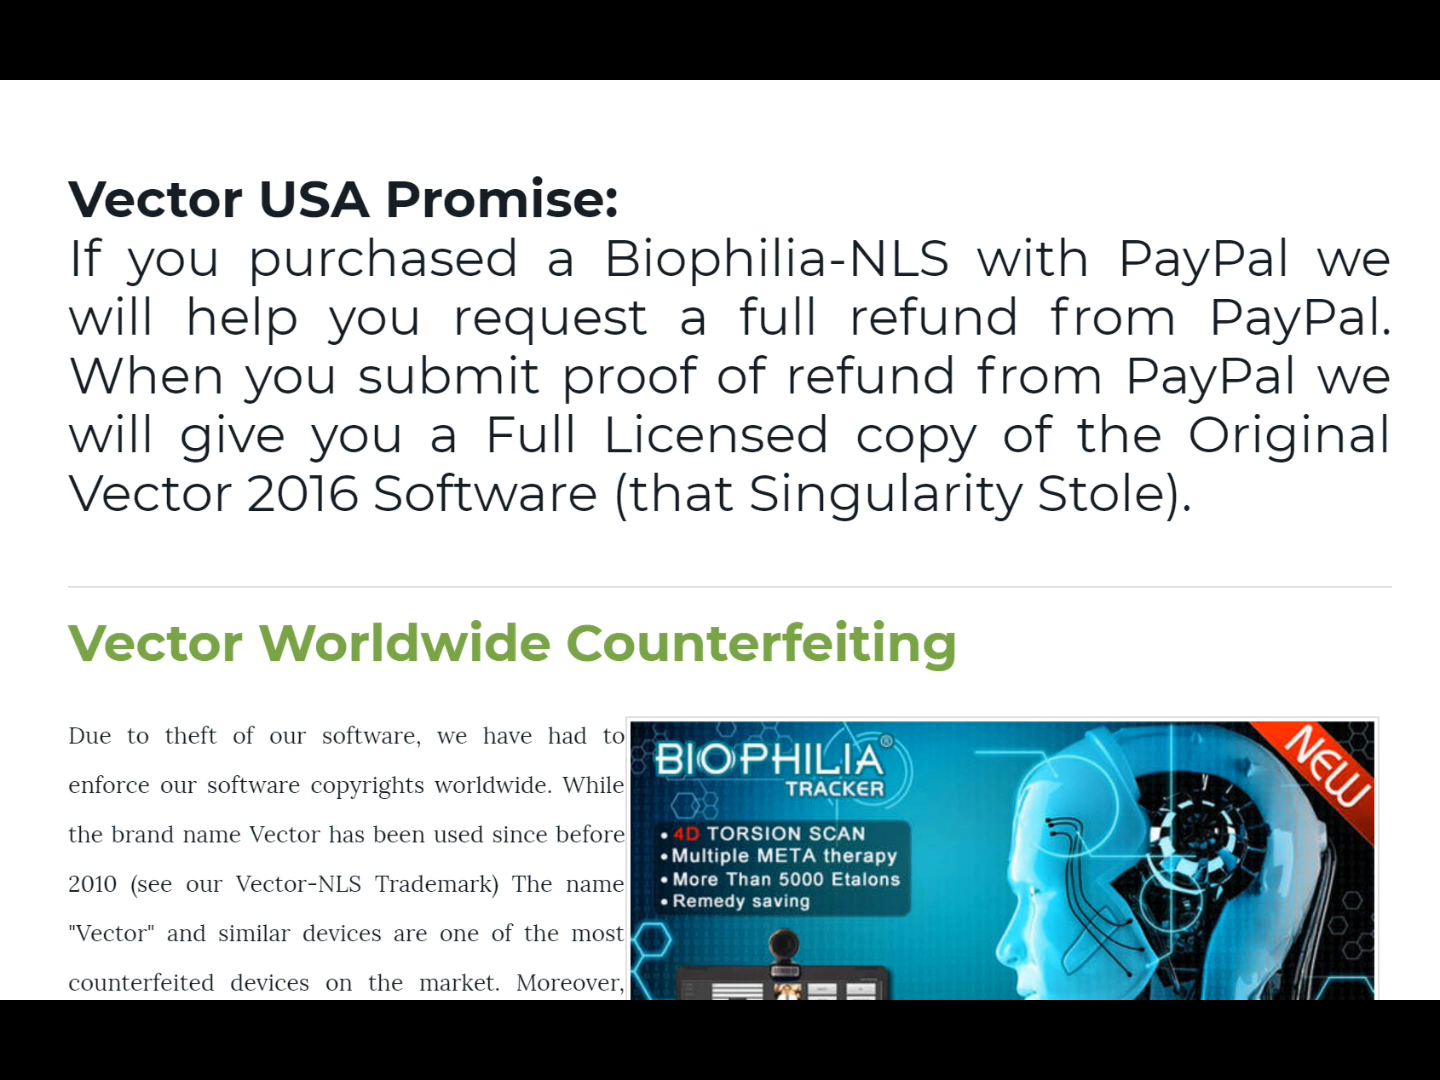 Vector USA Promise:
If you purchased a Biophilia-NLS with PayPal we
will help you request a full refund from PayPal.
When you submit proof of refund from PayPal we
will give you a Full Licensed copy of the Original
Vector 2016 Software (that Singularity Stole).
Vector Worldwide Counterfeiting
Due to theft of our software, we have had to
enforce our software copyrights worldwide. While
the brand name Vector has been used since before
2010 (see our Vector-NLS Trademark) The name
"Vector" and similar devices are one of the most
counterfeited devices on the market. Moreover,
BIOPHILIA®
TRACKER
• 4D TORSION SCAN
• Multiple META therapy
• More Than 5000 Etalons
• Remedy saving
NEW